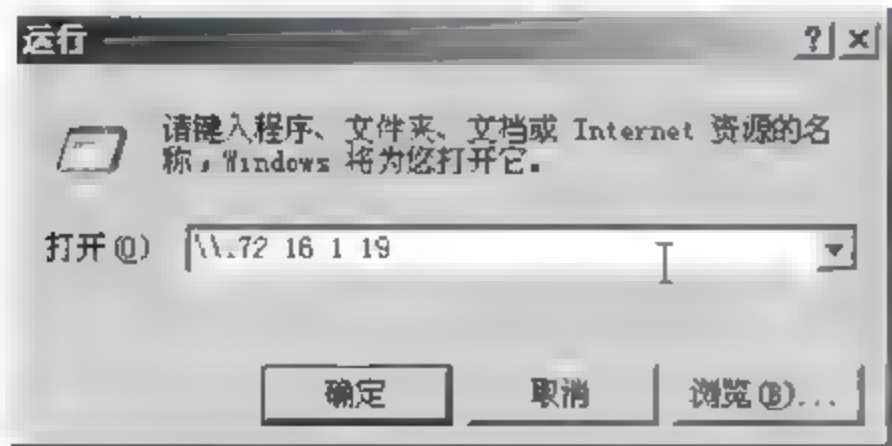 运行
请键入程序、文件夹、文档或 Internet 资源的名
称，Windows 将为您打开它。
打开(O) \\.72 16 1 19
确定 取消 浏览(B)...